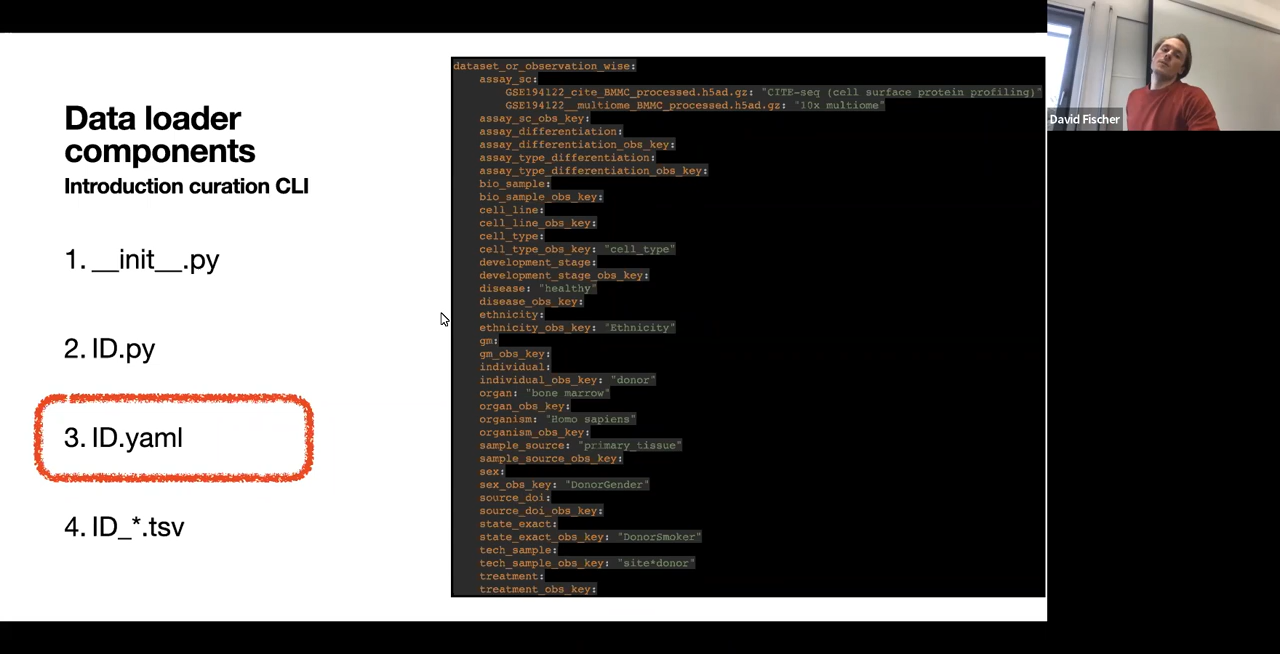 Data loader
components
Introduction curation CLI
1. __init__.py
2. ID.py
3. ID.yaml
4. ID_*.tsv
dataset_or_observation_wise:
assay_sc:
GSE194122_cite_BMMC_processed.h5ad.gz: "CITE-seq (cell surface protein profiling)"
GSE194122__multiome_BMMC_processed.h5ad.gz: "10x multiome"
assay_sc_obs_key:
assay_differentiation:
assay_differentiation_obs_key:
assay_type_differentiation:
assay_type_differentiation_obs_key:
bio_sample:
bio_sample_obs_key:
cell_line:
cell_line_obs_key:
cell_type:
cell_type_obs_key: "cell_type"
development_stage:
development_stage_obs_key:
disease: "healthy"
disease_obs_key:
ethnicity:
ethnicity_obs_key: "Ethnicity"
gm:
gm_obs_key:
individual:
individual_obs_key: "donor"
organ: "bone marrow"
organ_obs_key:
organism: "Homo sapiens"
organism_obs_key:
sample_source: "primary_tissue"
sample_source_obs_key:
sex:
sex_obs_key: "DonorGender"
source_doi:
source_doi_obs_key:
state_exact:
state_exact_obs_key: "DonorSmoker"
tech_sample:
tech_sample_obs_key: "site*donor"
treatment:
treatment_obs_key:
David Fischer